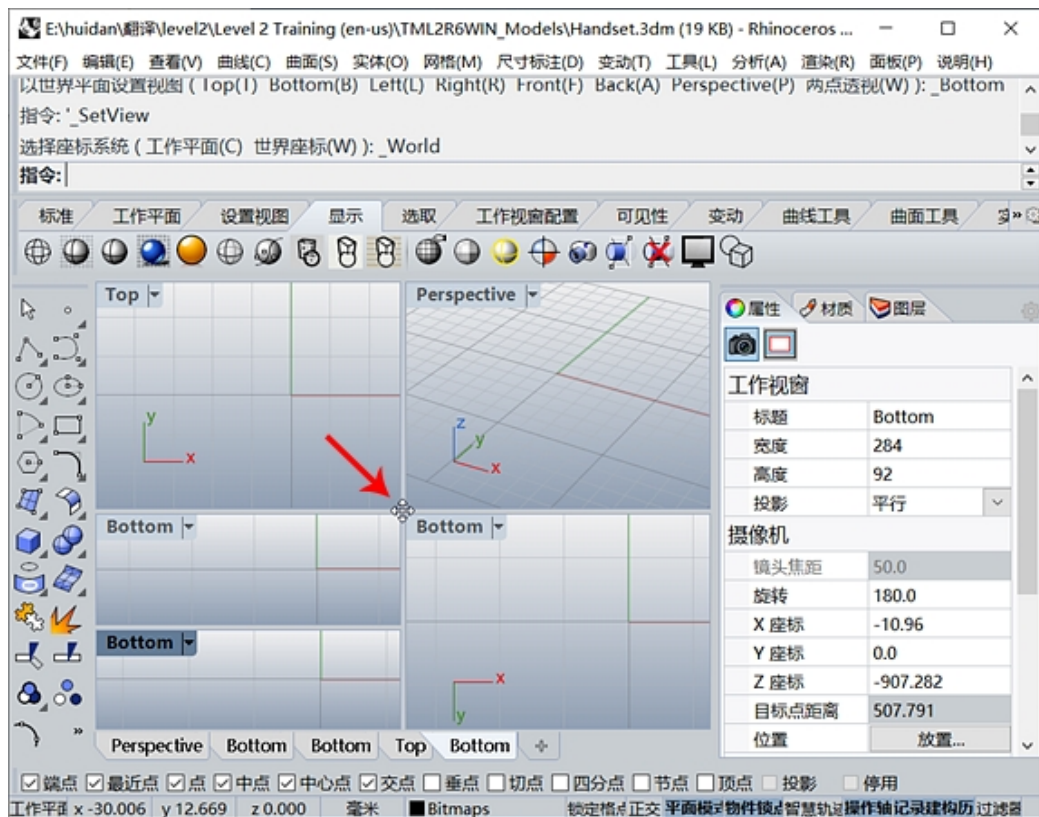 E:\huidan\翻译\level2\Level 2 Training (en-us)\TML2R6WIN_Models\Handset.3dm (19 KB) - Rhinoceros ...
文件(F) 编辑(E) 查看(V) 曲线(C) 曲面(S) 实体(O) 网格(M) 尺寸标注(D) 变动(T) 工具(L) 分析(A) 渲染(R) 面板(P) 说明(H)
以世界平面设置视图 ( Top(T) Bottom(B) Left(L) Right(R) Front(F) Back(A) Perspective(P) 两点透视(W) ): _Bottom
指令: '_SetView
选择座标系统 ( 工作平面(C) 世界座标(W) ): _World
指令:
标准 工作平面 设置视图 显示 选取 工作视窗配置 可见性 变动 曲线工具 曲面工具
Top Perspective
属性 材质 图层
工作视窗
标题 Bottom
宽度 284
高度 92
投影 平行
摄像机
镜头焦距 50.0
旋转 180.0
X 座标 -10.96
Y 座标 0.0
Z 座标 -907.282
目标点距离 507.791
位置 放置...
y x
z y x
Bottom Bottom
Bottom
x y
Perspective Bottom Bottom Top Bottom
端点 最近点 点 中点 中心点 交点 垂点 切点 四分点 节点 顶点 投影 停用
工作平面 x -30.006 y 12.669 z 0.000 毫米 Bitmaps 锁定格点 正交 平面模式 物件锁点 智慧轨迹 操作轴 记录建构历 过滤器